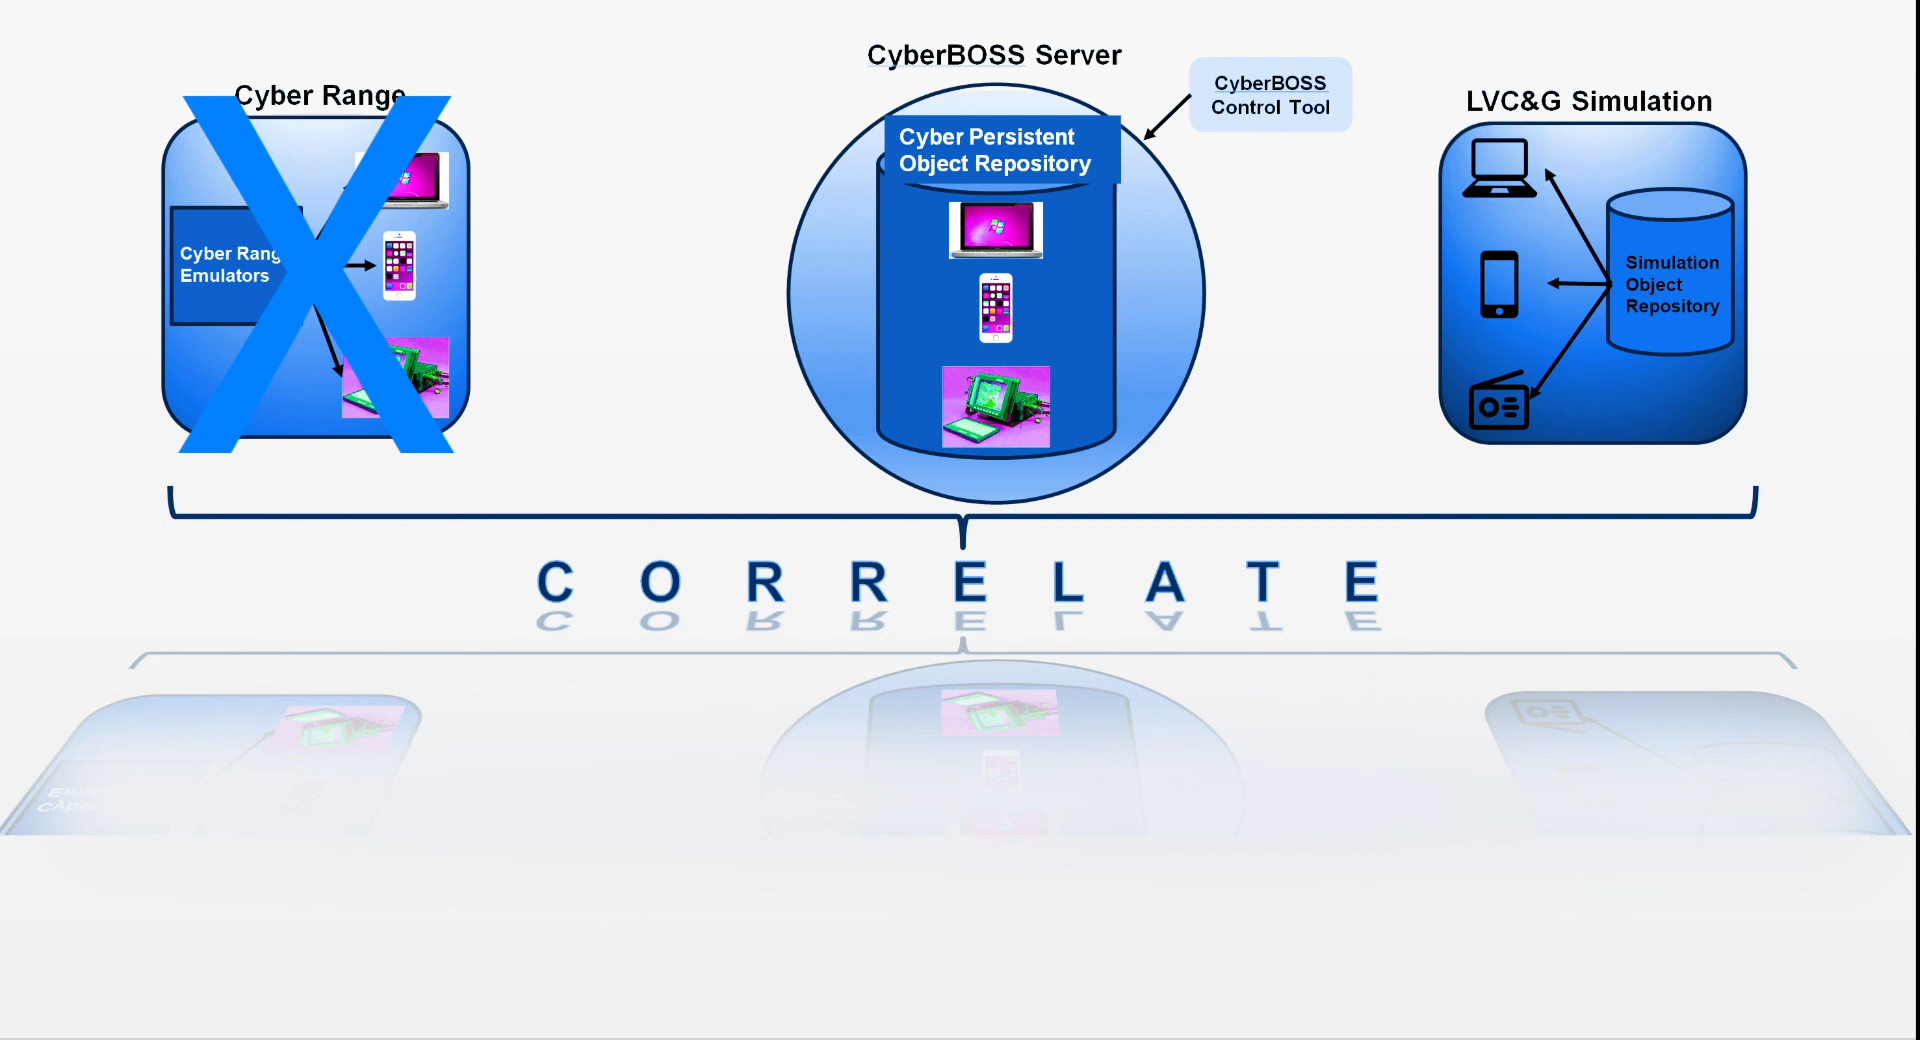 CyberBOSS Server
Cyber Range
CyberBOSS
Control Tool
LVC&G Simulation
Cyber Persistent
Object Repository
Cyber Rang
Emulators
Simulation
Object
Repository
C O R R E L A T E